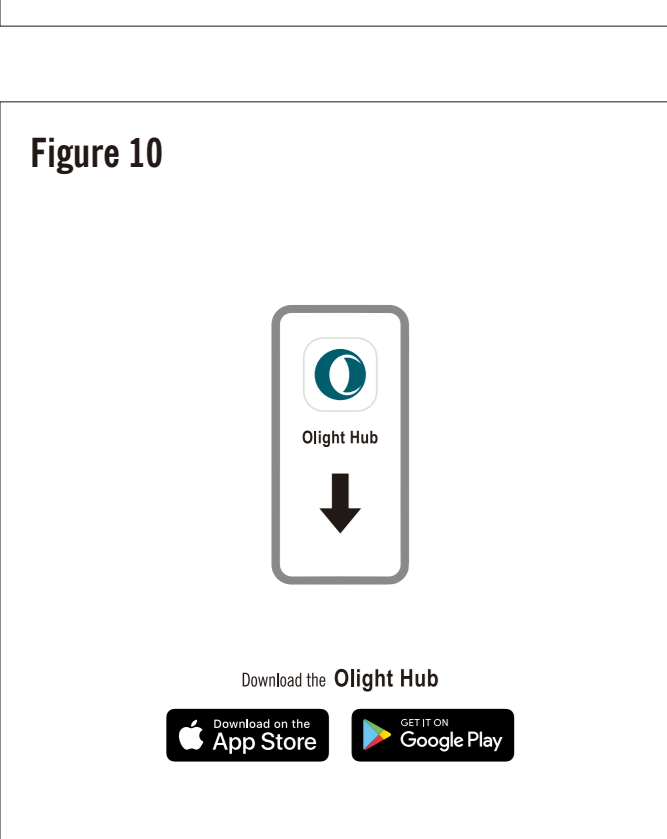 Figure 10
Olight Hub
Download the Olight Hub
Download on the
App Store
GET IT ON
Google Play